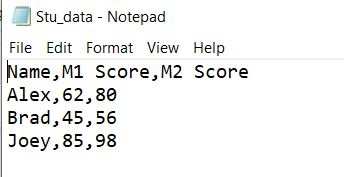 Stu_data - Notepad
File Edit Format View Help
Name,M1 Score,M2 Score
Alex,62,80
Brad,45,56
Joey,85,98